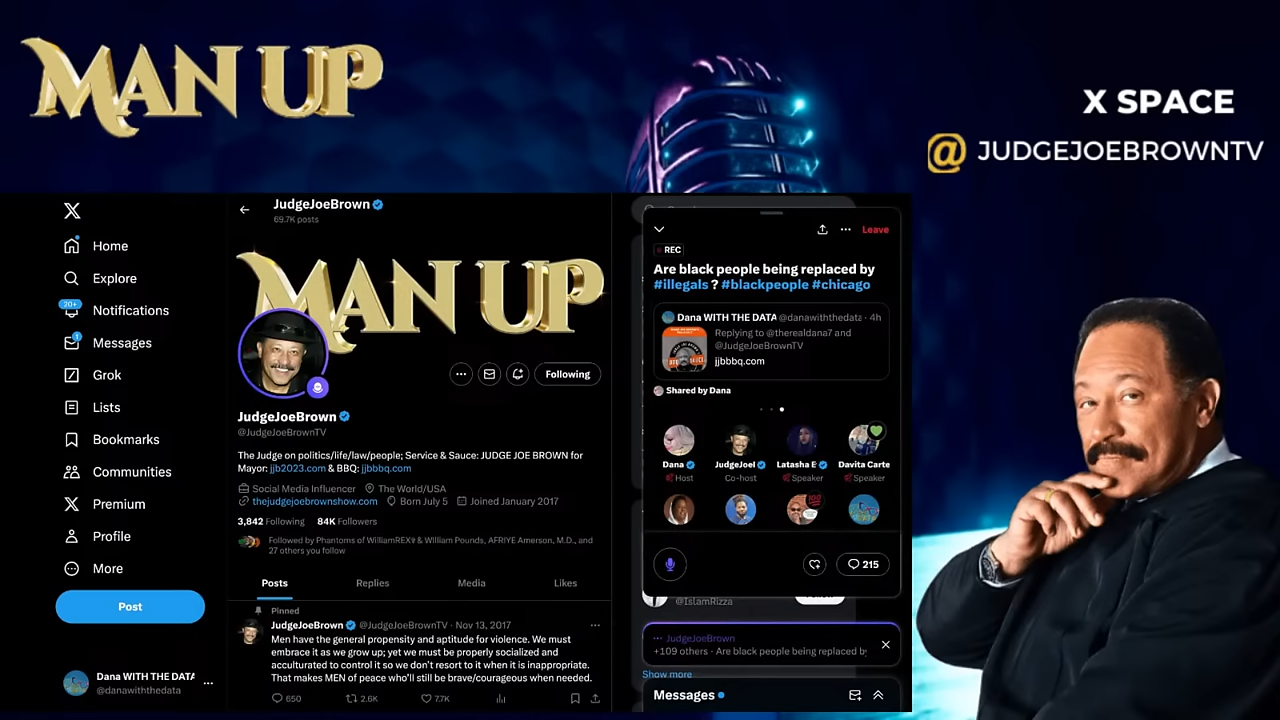 MAN UP
X SPACE
@ JUDGEJOEBROWNTV
Home
Explore
20+
Notifications
1
Messages
Grok
Lists
Bookmarks
Communities
Premium
Profile
More
Post
Dana WITH THE DATA
@danawiththedata
JudgeJoeBrown
69.7K posts
MAN UP
Following
JudgeJoeBrown
@JudgeJoeBrownTV
The Judge on politics/life/law/people; Service & Sauce: JUDGE JOE BROWN for
Mayor: jjb2023.com & BBQ: jjbbbq.com
Social Media Influencer The World/USA
thejudgejoebrownshow.com Born July 5 Joined January 2017
3,842 Following 84K Followers
Followed by Phantoms of WilliamREX & William Pounds, AFRIYE Amerson, M.D., and
27 others you follow
Posts Replies Media Likes
Pinned
JudgeJoeBrown @JudgeJoeBrownTV · Nov 13, 2017
Men have the general propensity and aptitude for violence. We must
embrace it as we grow up; yet we must be properly socialized and
acculturated to control it so we don't resort to it when it is inappropriate.
That makes MEN of peace who'll still be brave/courageous when needed.
650 2.6K 7.7K
Leave
REC
Are black people being replaced by
#illegals ? #blackpeople #chicago
Dana WITH THE DATA @danawiththedata · 4h
Replying to @therealdana7 and
@JudgeJoeBrownTV
jjbbbq.com
Shared by Dana
Dana JudgeJoel Latasha E Davita Carte
Host Co-host Speaker Speaker
100
215
@IslamRizza
JudgeJoeBrown
+109 others · Are black people being replaced by
Show more
Messages